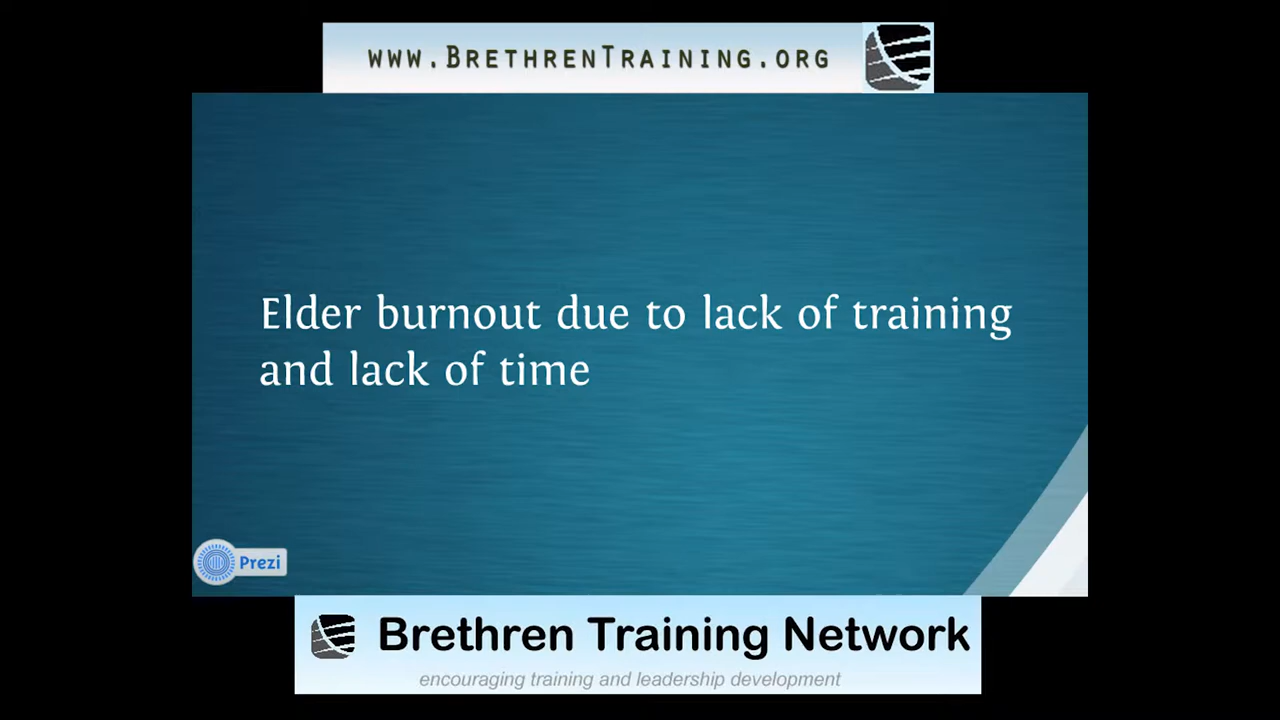 www.BrethrenTraining.org
Elder burnout due to lack of training
and lack of time
Prezi
Brethren Training Network
encouraging training and leadership development